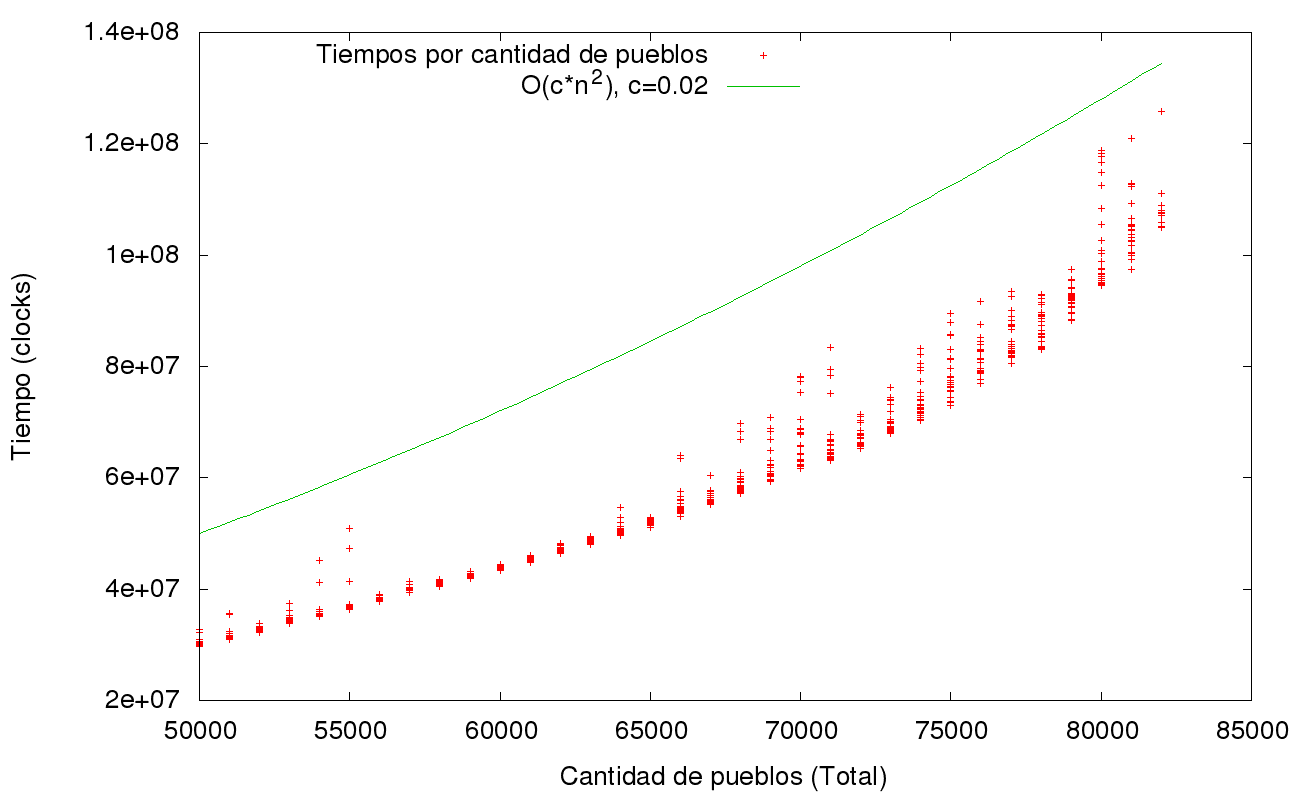 Tiempos por cantidad de pueblos
O(c*n²), c=0.02
1.4e+08
1.2e+08
1e+08
8e+07
6e+07
4e+07
2e+07
Tiempo (clocks)
50000 55000 60000 65000 70000 75000 80000 85000
Cantidad de pueblos (Total)